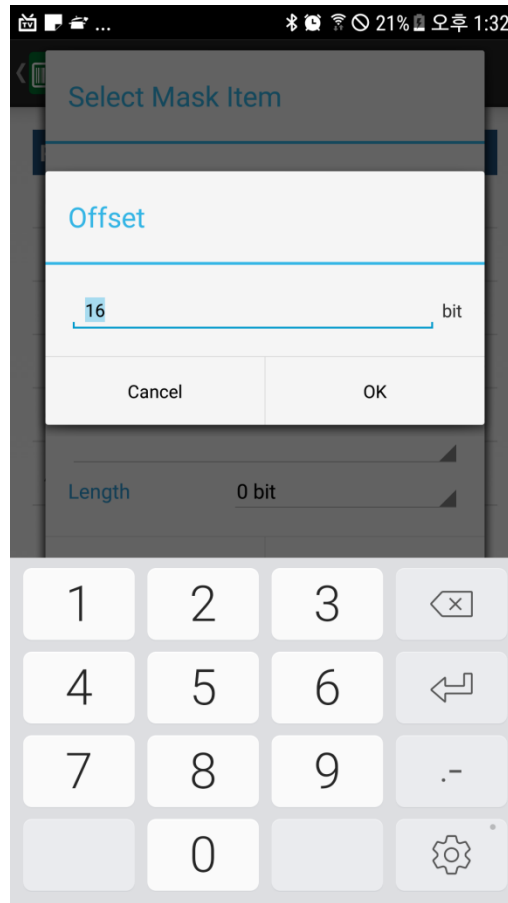 ... 21% 오후 1:32
Select Mask Item
Offset
16 bit
Cancel OK
Length 0 bit
1 2 3
4 5 6
7 8 9 .-
0